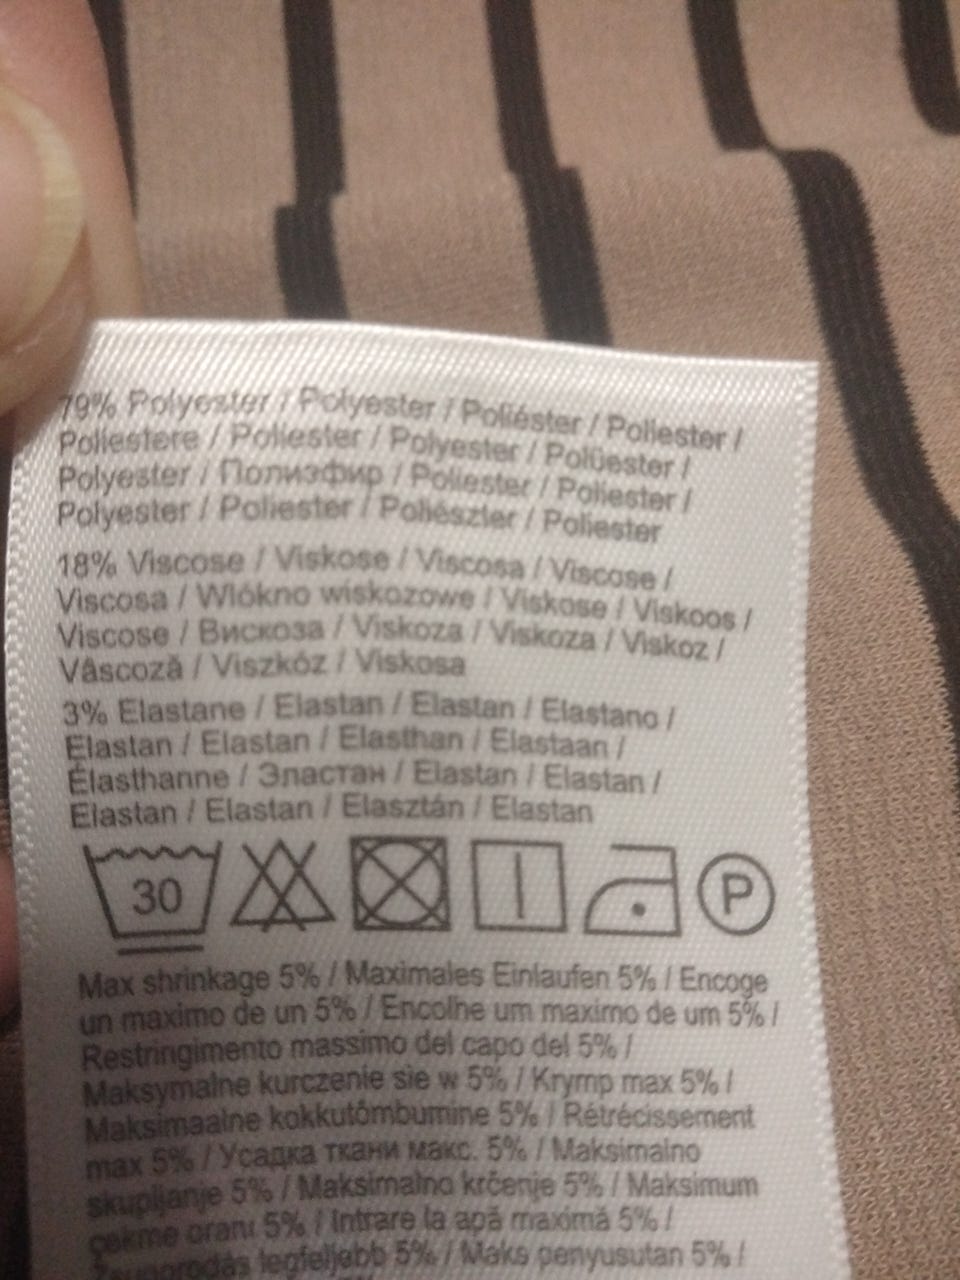 79% Polyester / Polyester / Poliéster / Poliester /
Poliestere / Poliester / Polyester / Polüester /
Polyester / Полиэфир / Poliester / Poliester /
Polyester / Poliester / Poliészter / Poliester
18% Viscose / Viskose / Viscosa / Viscose /
Viscosa / Wlókno wiskozowe / Viskose / Viskoos /
Viscose / Вискоза / Viskoza / Viskoza / Viskoz /
Vâscoză / Viszkóz / Viskosa
3% Elastane / Elastan / Elastan / Elastano /
Elastan / Elastan / Elasthan / Elastaan /
Élasthanne / Эластан / Elastan / Elastan /
Elastan / Elastan / Elasztán / Elastan
30 P
Max shrinkage 5% / Maximales Einlaufen 5% / Encoge
un maximo de un 5% / Encolhe um maximo de um 5% /
Restringimento massimo del capo del 5% /
Maksymalne kurczenie sie w 5% / Krymp max 5% /
Maksimaalne kokkutõmbumine 5% / Rétrécissement
max 5% / Усадка ткани макс. 5% / Maksimalno
skupljanje 5% / Maksimalno krčenje 5% / Maksimum
çekme oranı 5% / Intrare la apă maximă 5% /
legfeljebb 5% / Maks penyusutan 5% /